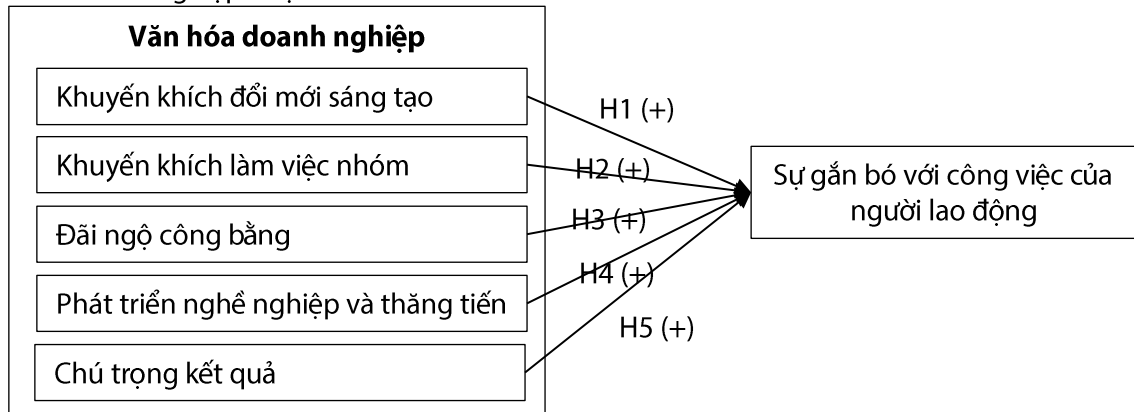 Văn hóa doanh nghiệp
Khuyến khích đổi mới sáng tạo
Khuyến khích làm việc nhóm
Đãi ngộ công bằng
Phát triển nghề nghiệp và thăng tiến
Chú trọng kết quả
H1 (+)
H2 (+)
H3 (+)
H4 (+)
H5 (+)
Sự gắn bó với công việc của
người lao động